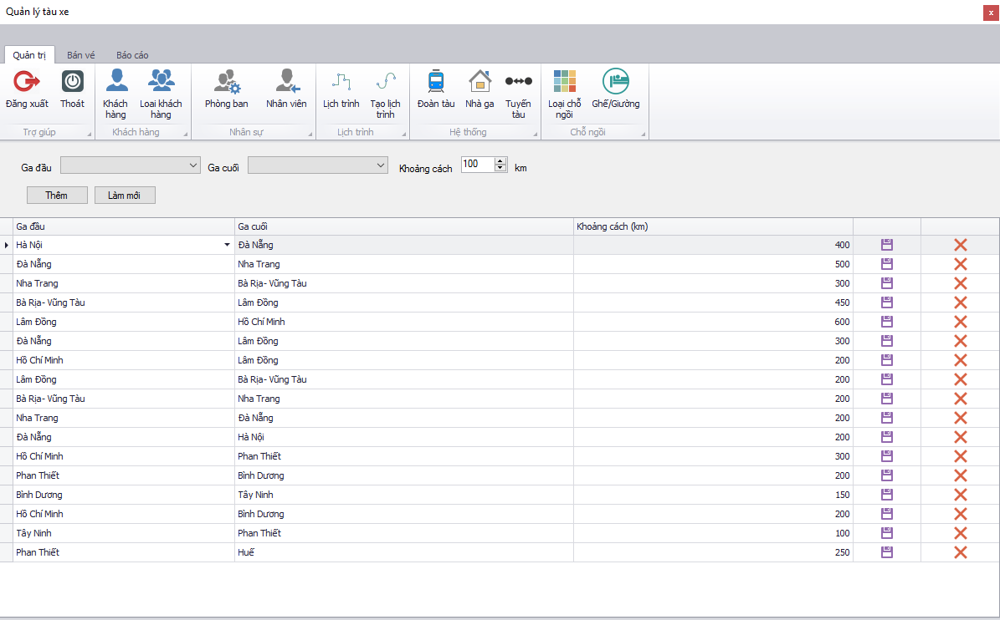 Quản lý tàu xe
Quản trị Bán vé Báo cáo
Đăng xuất Thoát Khách hàng Loại khách hàng Phòng ban Nhân viên Lịch trình Tạo lịch trình Đoàn tàu Nhà ga Tuyến tàu Loại chỗ ngồi Ghế/Giường
Trợ giúp Khách hàng Nhân sự Lịch trình Hệ thống Chỗ ngồi
Ga đầu Ga cuối Khoảng cách 100 km
Thêm Làm mới
Ga đầu Ga cuối Khoảng cách (km)
Hà Nội Đà Nẵng 400
Đà Nẵng Nha Trang 500
Nha Trang Bà Rịa- Vũng Tàu 300
Bà Rịa- Vũng Tàu Lâm Đồng 450
Lâm Đồng Hồ Chí Minh 600
Đà Nẵng Lâm Đồng 300
Hồ Chí Minh Lâm Đồng 200
Lâm Đồng Bà Rịa- Vũng Tàu 200
Bà Rịa- Vũng Tàu Nha Trang 200
Nha Trang Đà Nẵng 200
Đà Nẵng Hà Nội 200
Hồ Chí Minh Phan Thiết 300
Phan Thiết Bình Dương 200
Bình Dương Tây Ninh 150
Hồ Chí Minh Bình Dương 200
Tây Ninh Phan Thiết 100
Phan Thiết Huế 250